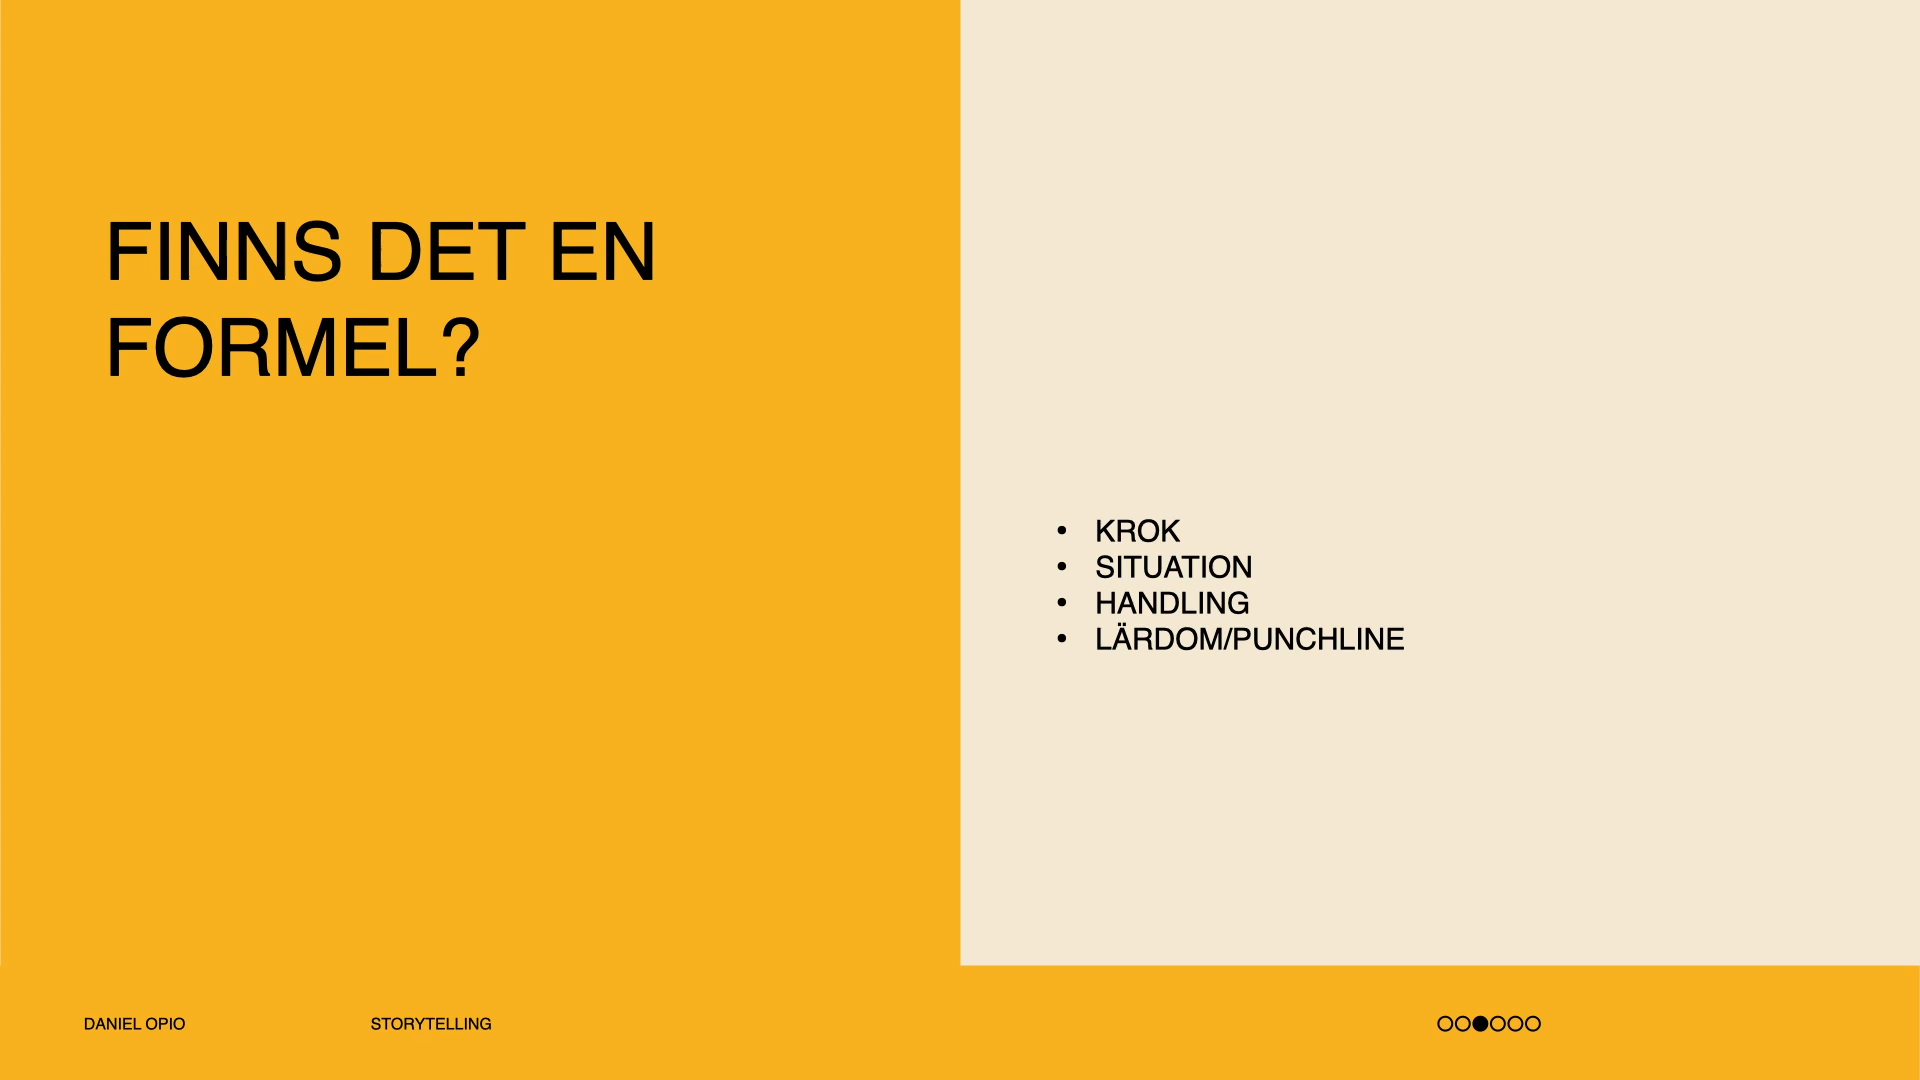 FINNS DET EN
FORMEL?
• KROK
• SITUATION
• HANDLING
• LÄRDOM/PUNCHLINE
DANIEL OPIO
STORYTELLING